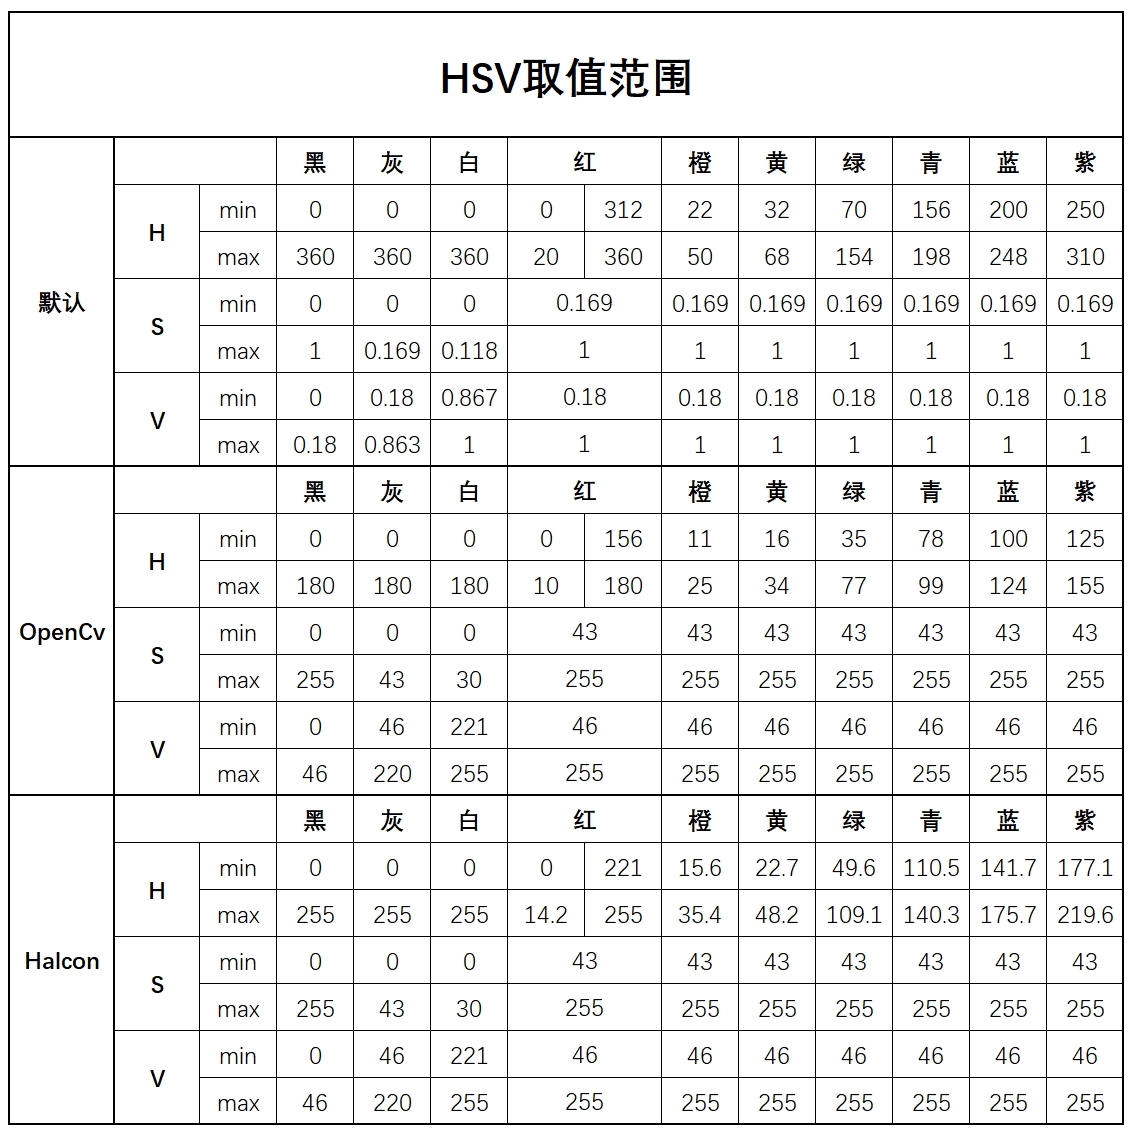 HSV取值范围
黑 灰 白 红 橙 黄 绿 青 蓝 紫
默认 H min 0 0 0 0 312 22 32 70 156 200 250
max 360 360 360 20 360 50 68 154 198 248 310
S min 0 0 0 0.169 0.169 0.169 0.169 0.169 0.169 0.169
max 1 0.169 0.118 1 1 1 1 1 1 1
V min 0 0.18 0.867 0.18 0.18 0.18 0.18 0.18 0.18 0.18
max 0.18 0.863 1 1 1 1 1 1 1 1
黑 灰 白 红 橙 黄 绿 青 蓝 紫
OpenCv H min 0 0 0 0 156 11 16 35 78 100 125
max 180 180 180 10 180 25 34 77 99 124 155
S min 0 0 0 43 43 43 43 43 43 43
max 255 43 30 255 255 255 255 255 255 255
V min 0 46 221 46 46 46 46 46 46 46
max 46 220 255 255 255 255 255 255 255 255
黑 灰 白 红 橙 黄 绿 青 蓝 紫
Halcon H min 0 0 0 0 221 15.6 22.7 49.6 110.5 141.7 177.1
max 255 255 255 14.2 255 35.4 48.2 109.1 140.3 175.7 219.6
S min 0 0 0 43 43 43 43 43 43 43
max 255 43 30 255 255 255 255 255 255 255
V min 0 46 221 46 46 46 46 46 46 46
max 46 220 255 255 255 255 255 255 255 255